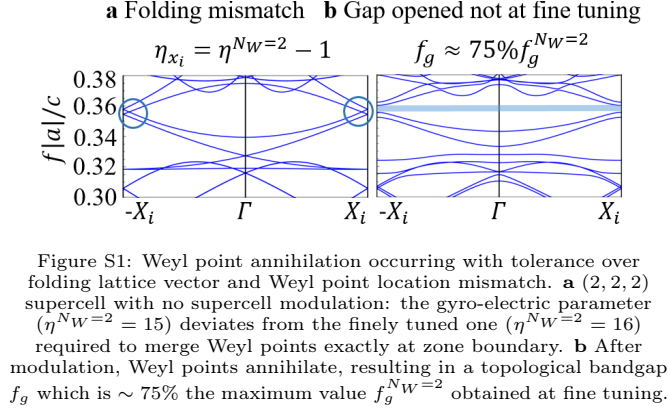 a Folding mismatch b Gap opened not at fine tuning
η_{x_i} = η^{N_W=2} − 1 f_g ≈ 75%f_g^{N_W=2}
f|a|/c
0.38
0.36
0.34
0.32
0.30
-X_i Γ X_i -X_i Γ X_i
Figure S1: Weyl point annihilation occurring with tolerance over
folding lattice vector and Weyl point location mismatch. a (2, 2, 2)
supercell with no supercell modulation: the gyro-electric parameter
(η^{N_W=2} = 15) deviates from the finely tuned one (η^{N_W=2} = 16)
required to merge Weyl points exactly at zone boundary. b After
modulation, Weyl points annihilate, resulting in a topological bandgap
f_g which is ∼ 75% the maximum value f_g^{N_W=2} obtained at fine tuning.